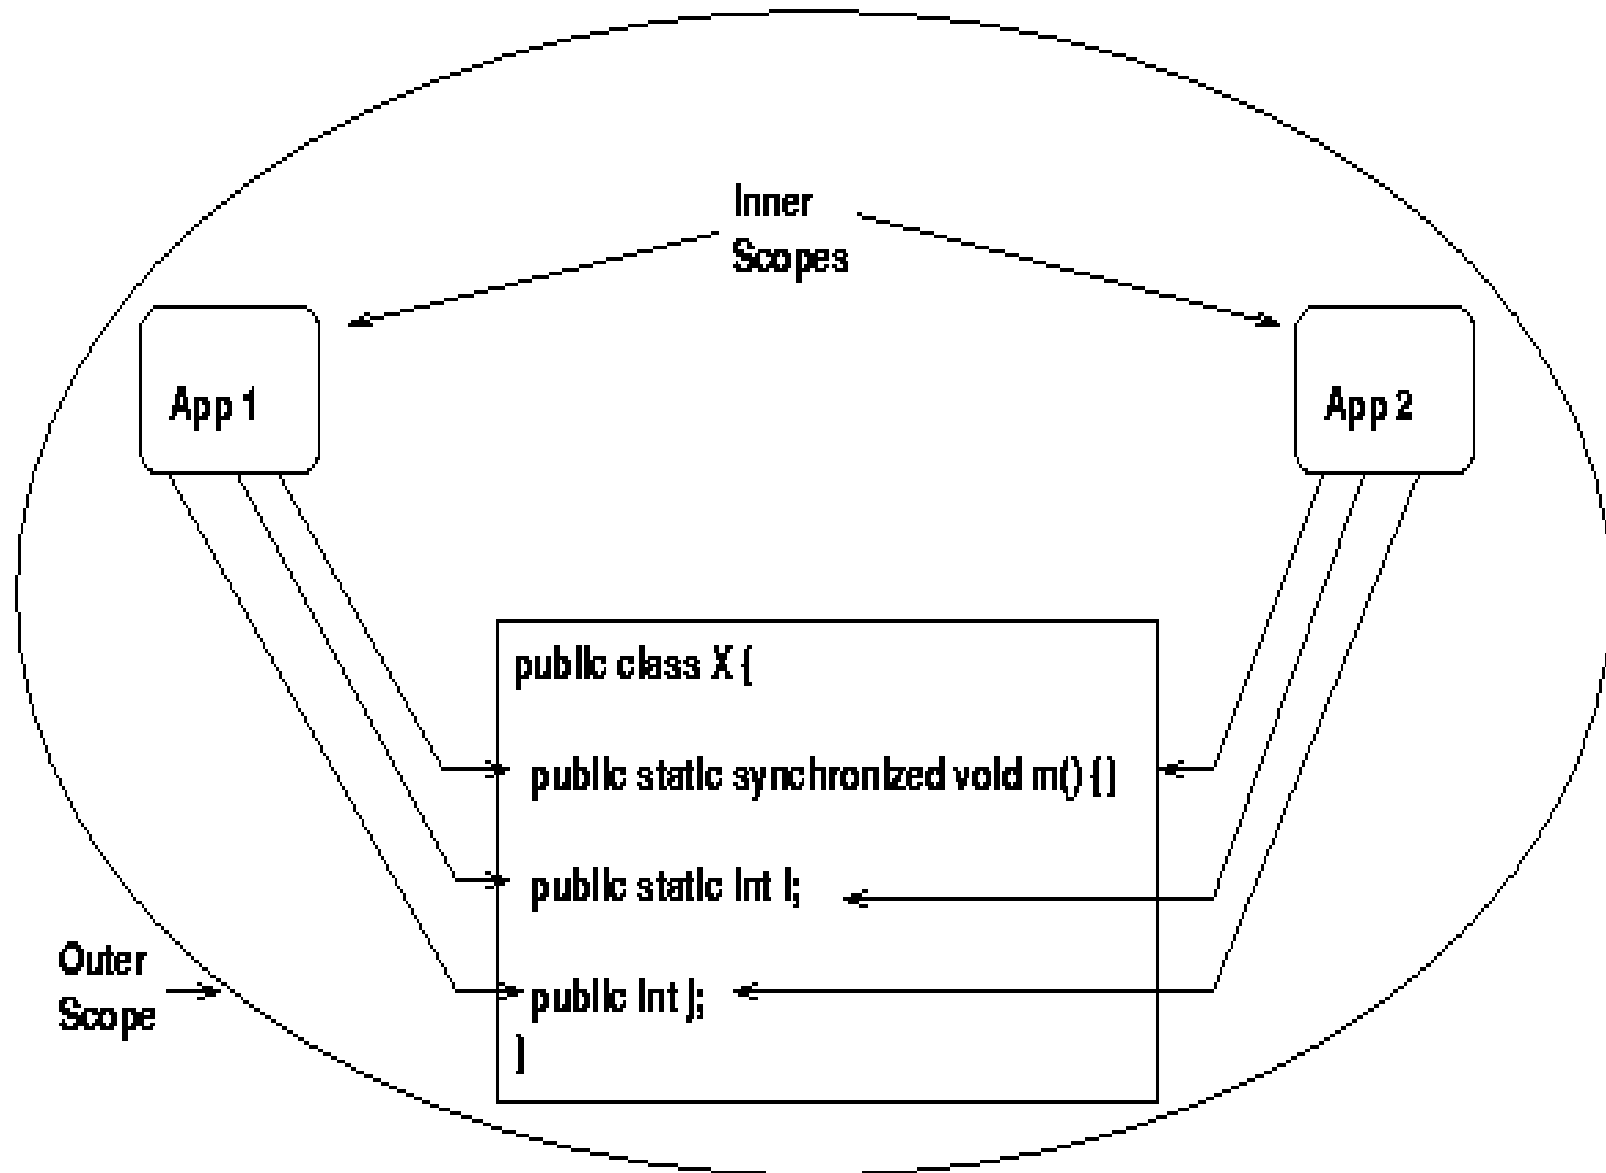 Inner
Scopes
App 1
App 2
public class X {
public static synchronized void m() {}
public static int i;
public int j;
}
Outer
Scope